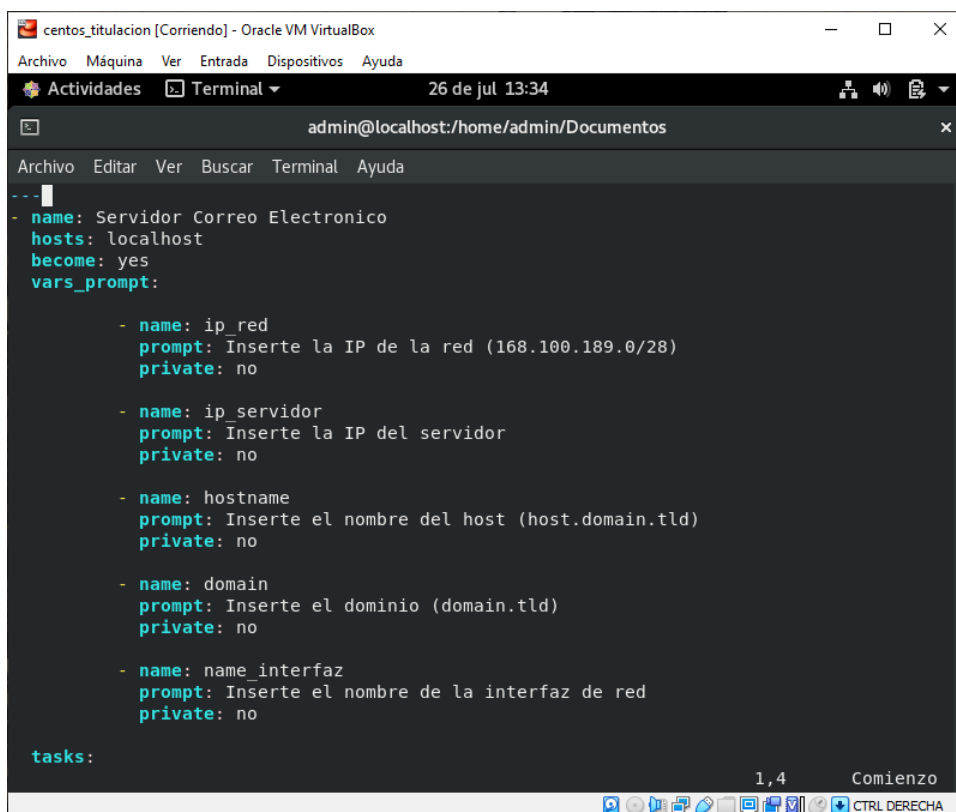 centos_titulacion [Corriendo] - Oracle VM VirtualBox
Archivo Máquina Ver Entrada Dispositivos Ayuda
Actividades Terminal 26 de jul 13:34
admin@localhost:/home/admin/Documentos
Archivo Editar Ver Buscar Terminal Ayuda
---
- name: Servidor Correo Electronico
hosts: localhost
become: yes
vars_prompt:
- name: ip_red
prompt: Inserte la IP de la red (168.100.189.0/28)
private: no
- name: ip_servidor
prompt: Inserte la IP del servidor
private: no
- name: hostname
prompt: Inserte el nombre del host (host.domain.tld)
private: no
- name: domain
prompt: Inserte el dominio (domain.tld)
private: no
- name: name_interfaz
prompt: Inserte el nombre de la interfaz de red
private: no
tasks:
1,4 Comienzo
CTRL DERECHA